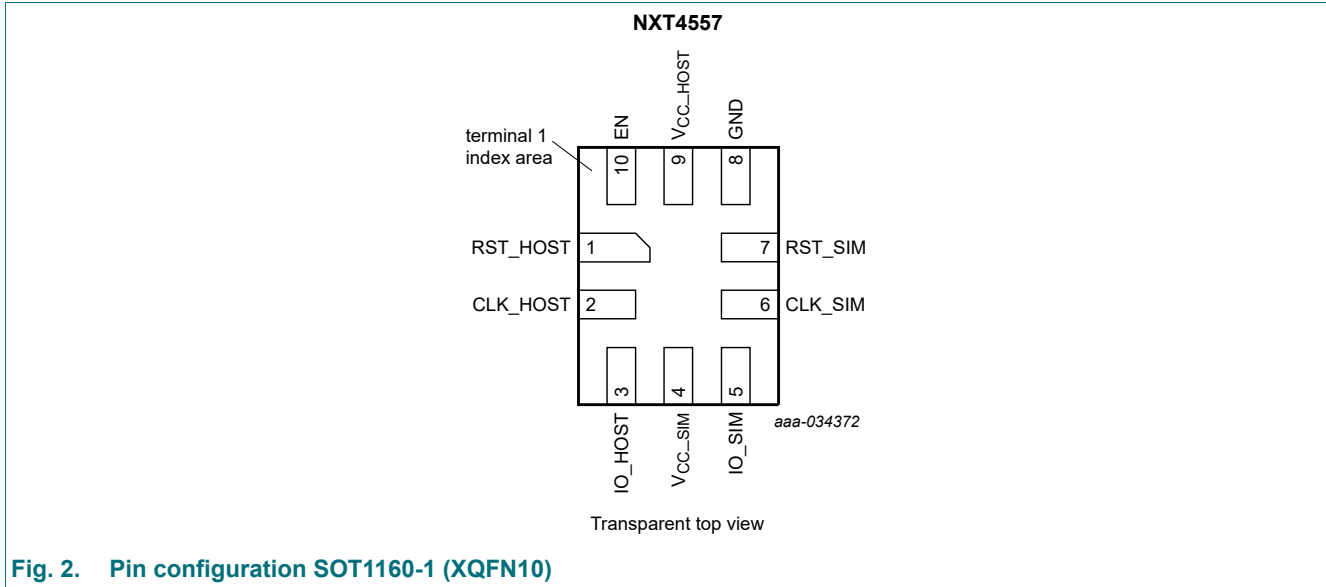 NXT4557
terminal 1
index area
EN
VCC_HOST
GND
10
9
8
RST_HOST
1
7
RST_SIM
CLK_HOST
2
6
CLK_SIM
3
4
5
IO_HOST
VCC_SIM
IO_SIM
aaa-034372
Transparent top view
Fig. 2. Pin configuration SOT1160-1 (XQFN10)